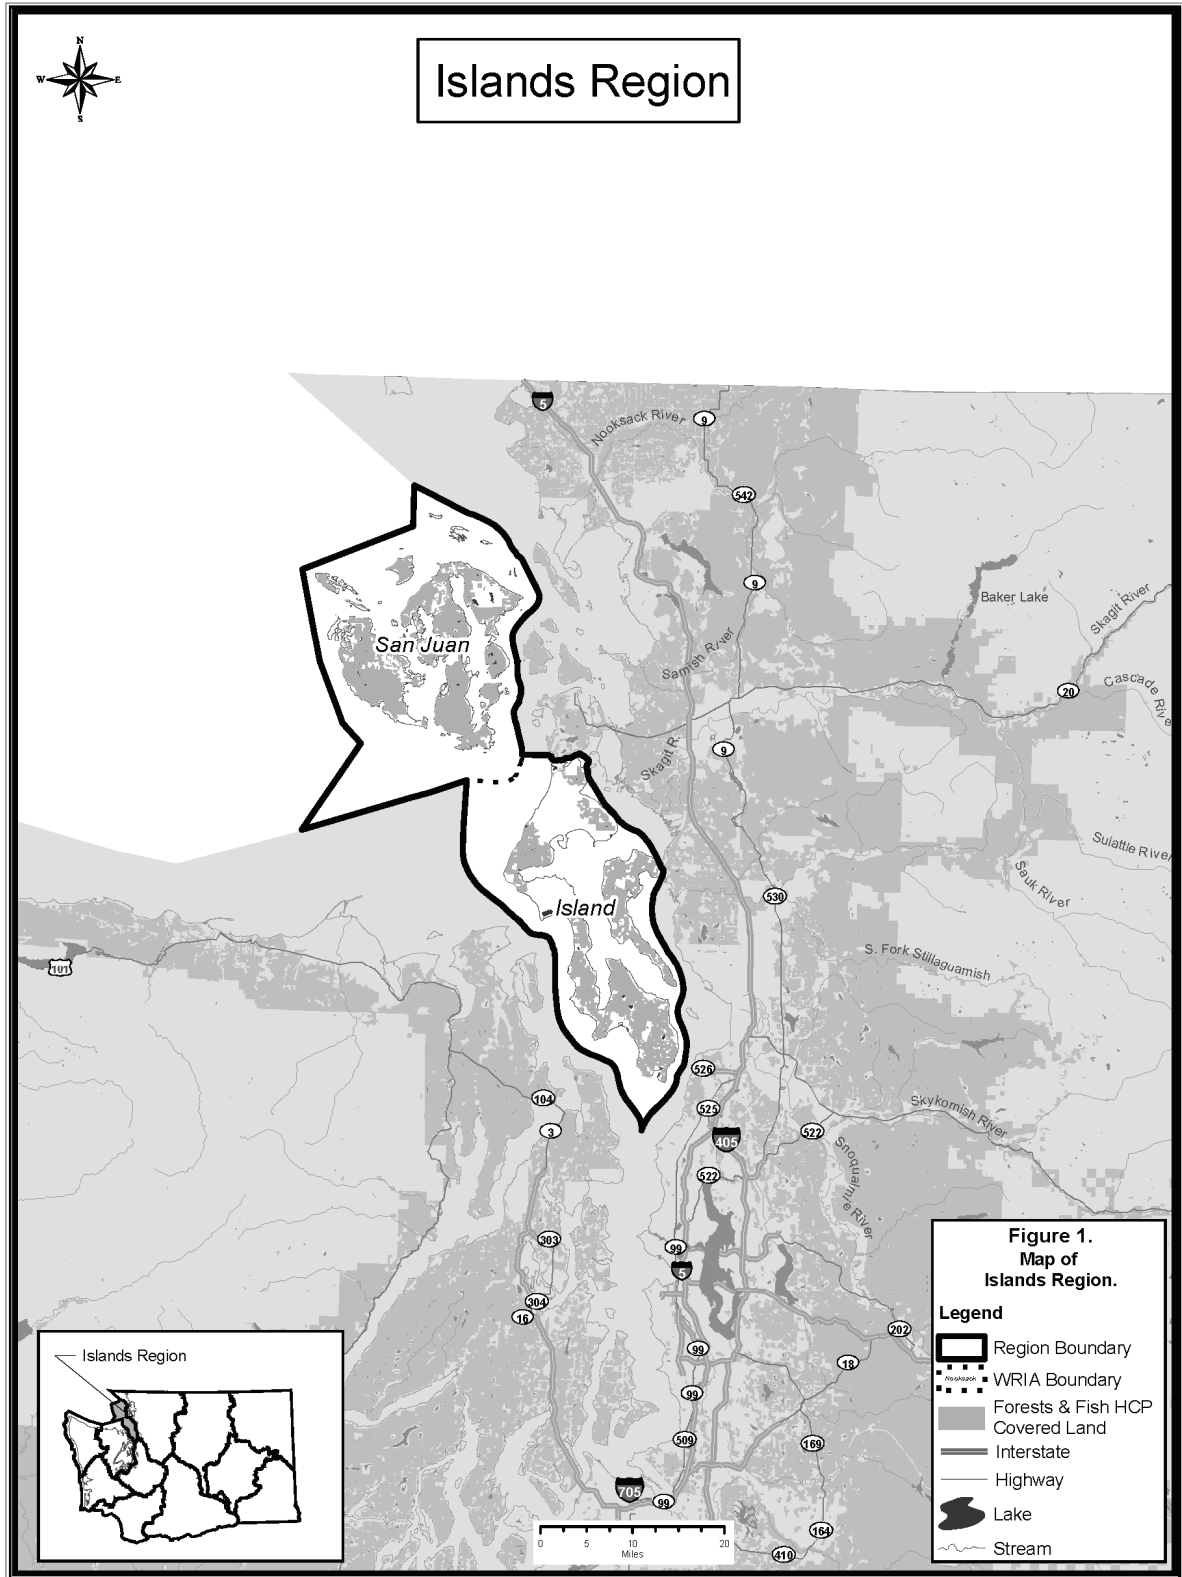 N
W E
S
Islands Region
5
Nooksack River
9
542
9
Baker Lake
Skagit River
San Juan
Samish River
20
Cascade River
9
Skagit R.
Suiattle River
Sauk River
530
Island
101
S. Fork Stillaguamish
526
104
525
Skykomish River
3
405
522
522
Snoqualmie River
303
99
5
304
16
202
99
18
99
509
169
705
99
164
410
0 5 10 20
Miles
Islands Region
Figure 1.
Map of
Islands Region.
Legend
Region Boundary
Nooksack
WRIA Boundary
Forests & Fish HCP
Covered Land
Interstate
Highway
Lake
Stream